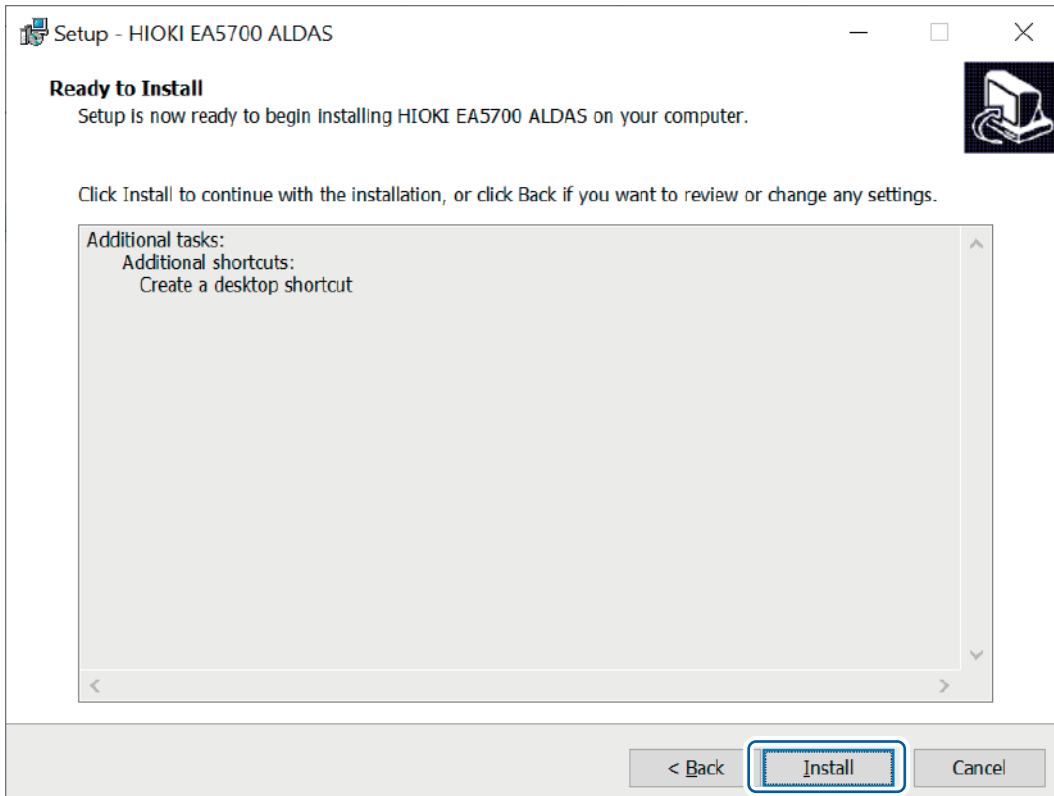 Setup - HIOKI EA5700 ALDAS
Ready to Install
Setup is now ready to begin installing HIOKI EA5700 ALDAS on your computer.
Click Install to continue with the installation, or click Back if you want to review or change any settings.
Additional tasks:
Additional shortcuts:
Create a desktop shortcut
< Back
Install
Cancel